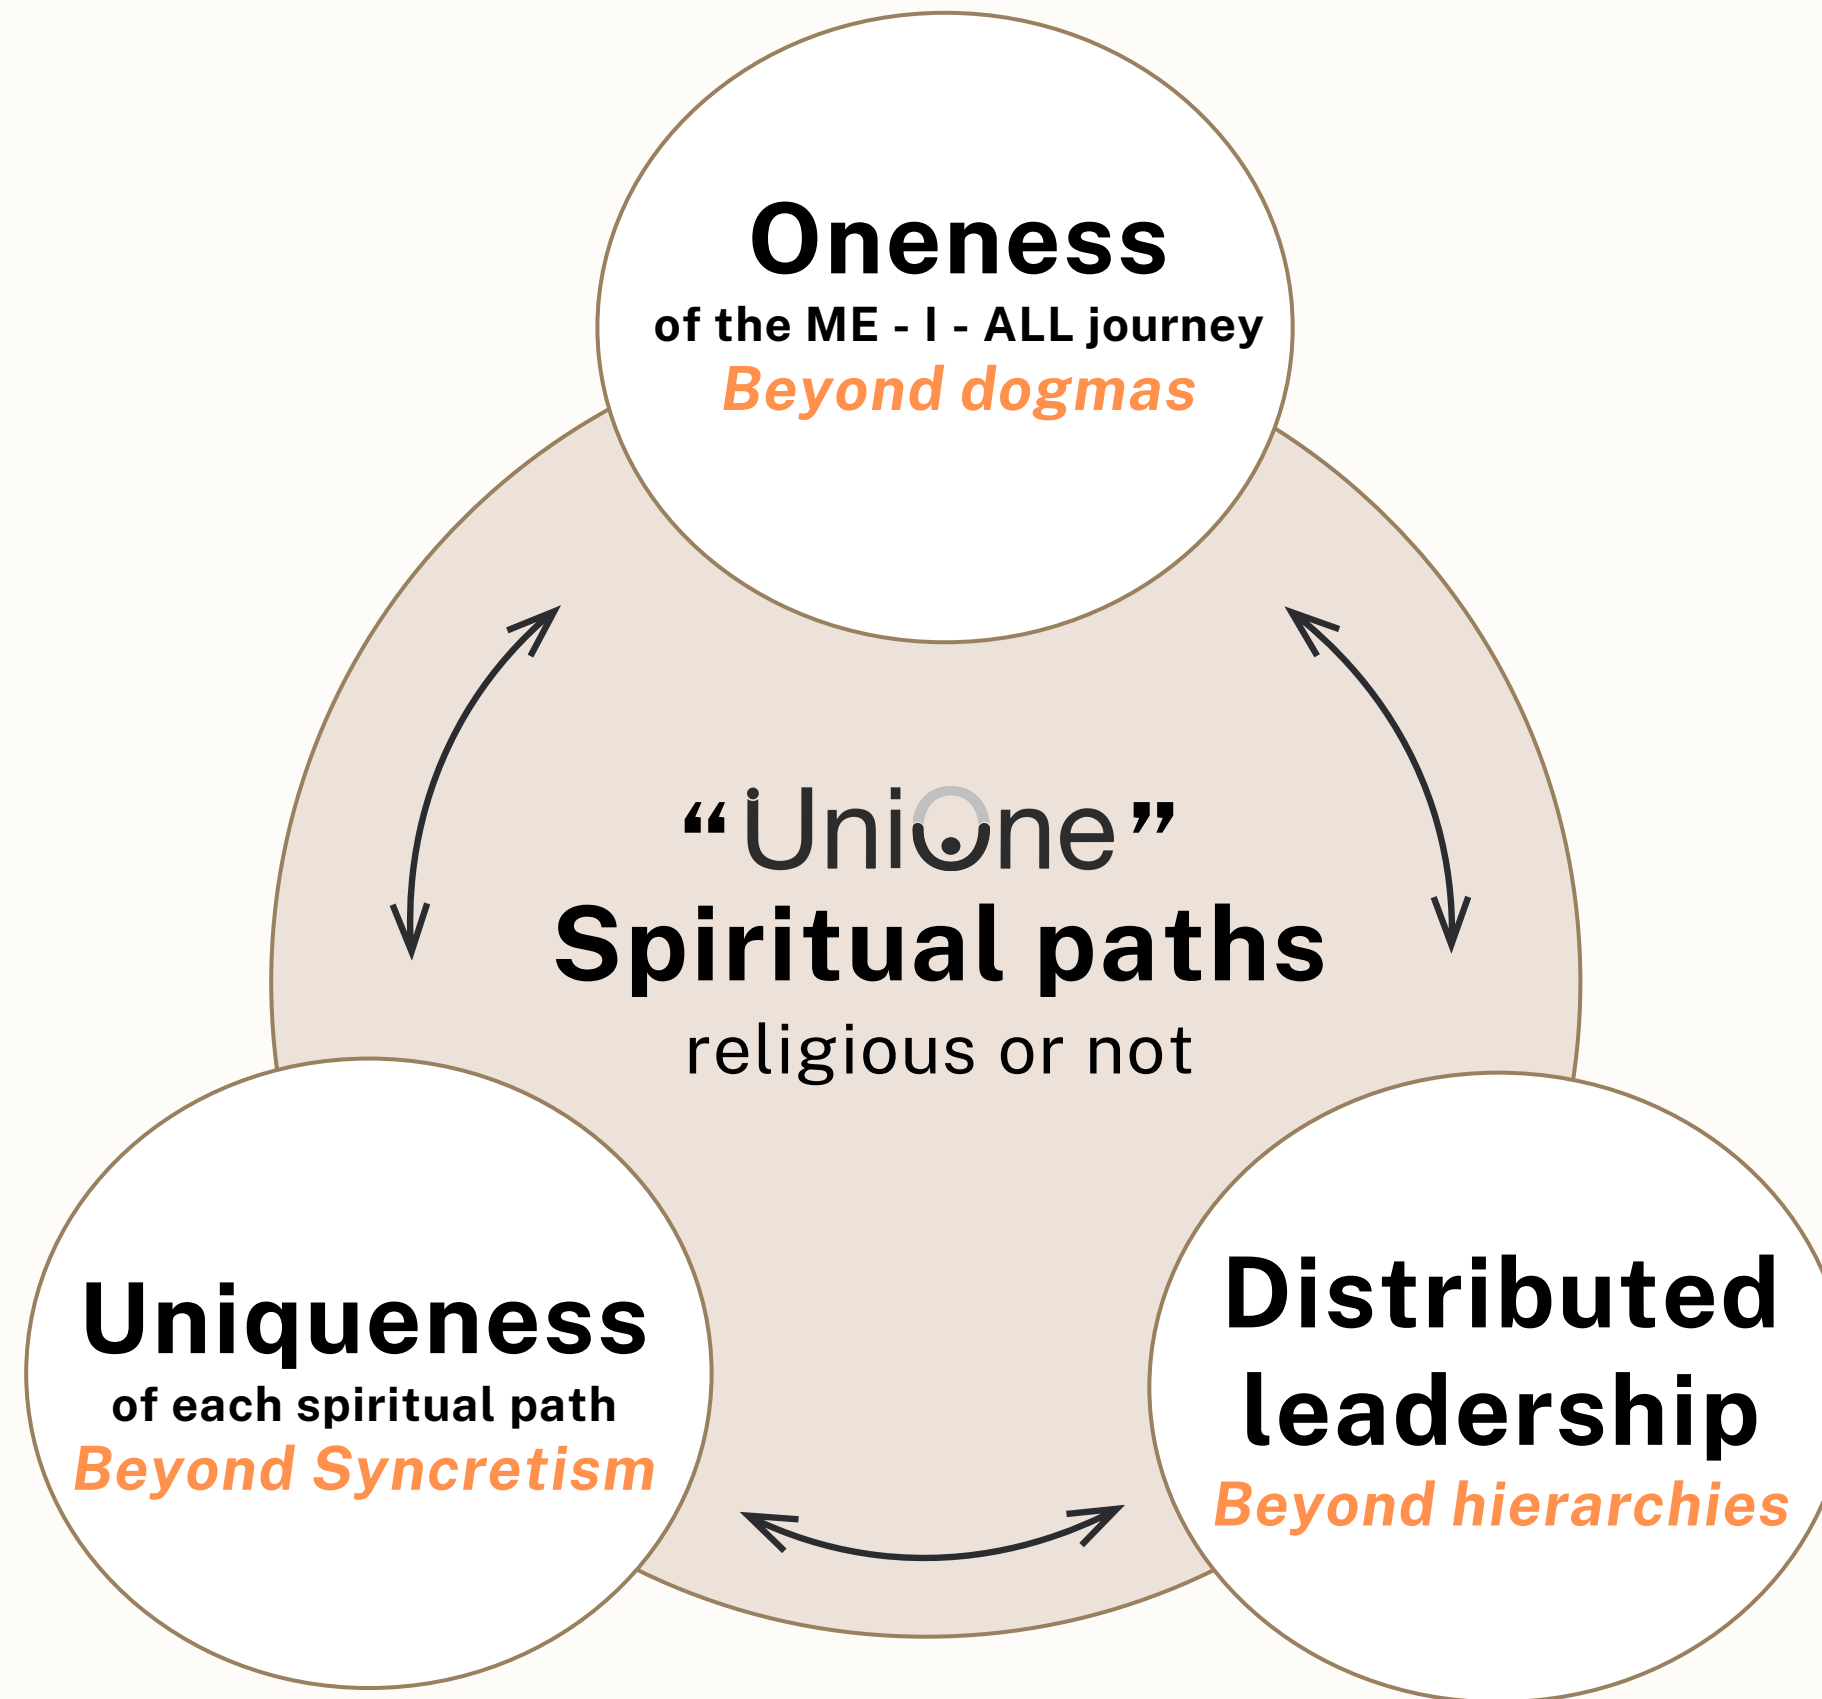 Oneness
of the ME - I - ALL journey
Beyond dogmas
“UniOne”
Spiritual paths
religious or not
Uniqueness
of each spiritual path
Beyond Syncretism
Distributed
leadership
Beyond hierarchies